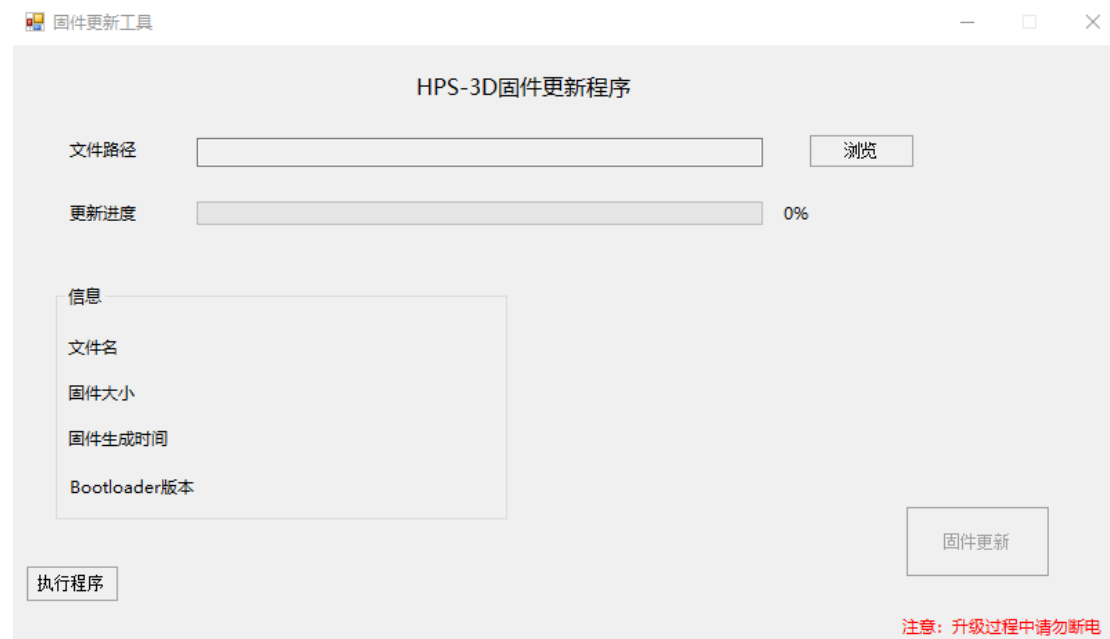 固件更新工具
HPS-3D固件更新程序
文件路径
浏览
更新进度
0%
信息
文件名
固件大小
固件生成时间
Bootloader版本
固件更新
执行程序
注意：升级过程中请勿断电